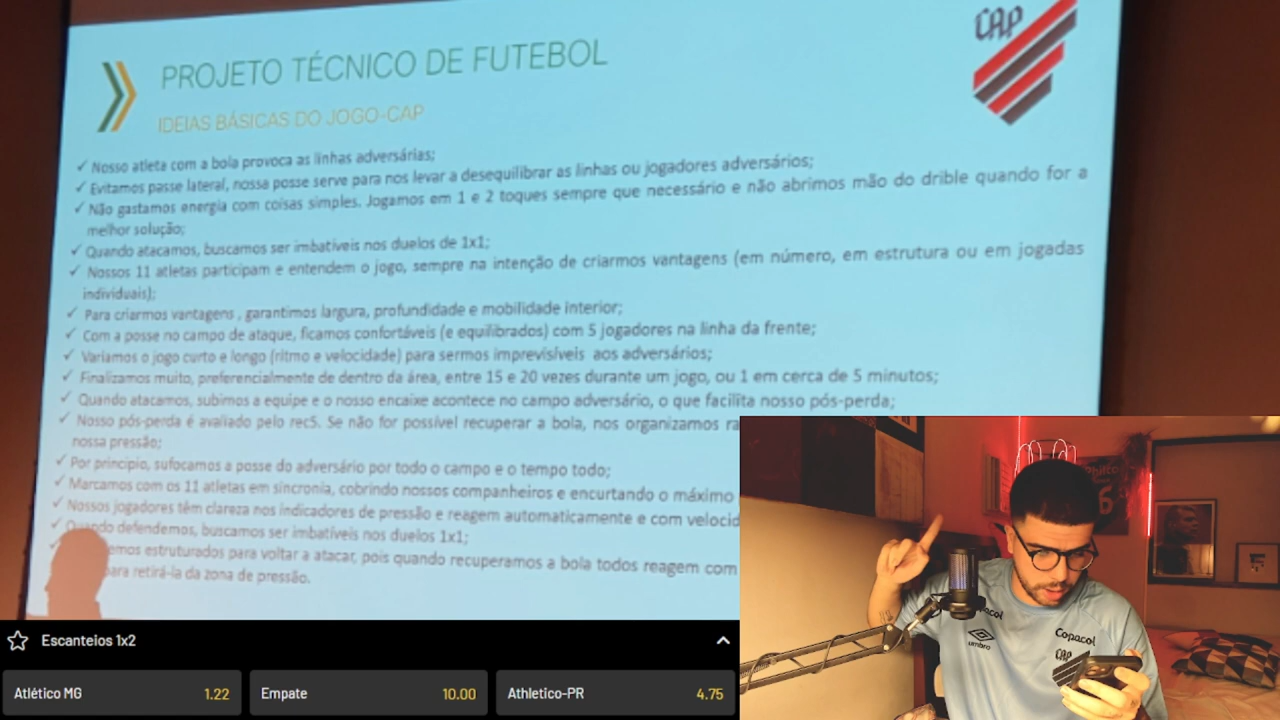 CAP
PROJETO TÉCNICO DE FUTEBOL
IDEIAS BÁSICAS DO JOGO-CAP
✓ Nosso atleta com a bola provoca as linhas adversárias;
✓ Evitamos passe lateral, nossa posse serve para nos levar a desequilibrar as linhas ou jogadores adversários;
✓ Não gastamos energia com coisas simples. Jogamos em 1 e 2 toques sempre que necessário e não abrimos mão do drible quando for a
melhor solução;
✓ Quando atacamos, buscamos ser imbatíveis nos duelos de 1x1;
✓ Nossos 11 atletas participam e entendem o jogo, sempre na intenção de criarmos vantagens (em número, em estrutura ou em jogadas
individuais);
✓ Para criarmos vantagens , garantimos largura, profundidade e mobilidade interior;
✓ Com a posse no campo de ataque, ficamos confortáveis (e equilibrados) com 5 jogadores na linha da frente;
✓ Variamos o jogo curto e longo (ritmo e velocidade) para sermos imprevisíveis aos adversários;
✓ Finalizamos muito, preferencialmente de dentro da área, entre 15 e 20 vezes durante um jogo, ou 1 em cerca de 5 minutos;
✓ Quando atacamos, subimos a equipe e o nosso encaixe acontece no campo adversário, o que facilita nosso pós-perda;
✓ Nosso pós-perda é avaliado pelo rec5. Se não for possível recuperar a bola, nos organizamos ra
nossa pressão;
✓ Por princípio, sufocamos a posse do adversário por todo o campo e o tempo todo;
✓ Marcamos com os 11 atletas em sincronia, cobrindo nossos companheiros e encurtando o máximo
✓ Nossos jogadores têm clareza nos indicadores de pressão e reagem automaticamente e com velocid
✓ Quando defendemos, buscamos ser imbatíveis nos duelos 1x1;
✓ emos estruturados para voltar a atacar, pois quando recuperamos a bola todos reagem com
para retirá-la da zona de pressão.
Escanteios 1x2
Atlético MG 1.22
Empate 10.00
Athletico-PR 4.75
Philco
6
Copacol
umbro
CAP